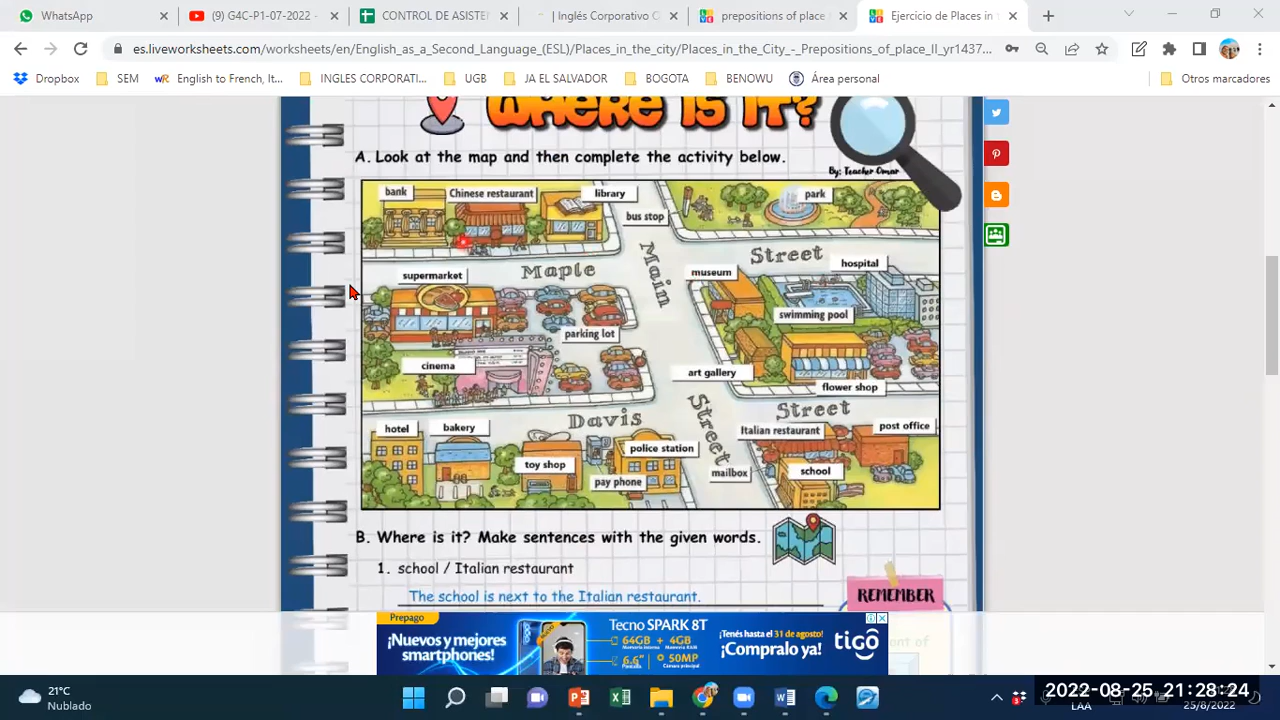 WhatsApp
(9) G4C-P1-07-2022 -
CONTROL DE ASISTEN
| Inglés Corporativo C
prepositions of place
Ejercicio de Places in t
es.liveworksheets.com/worksheets/en/English_as_a_Second_Language_(ESL)/Places_in_the_city/Places_in_the_City_-_Prepositions_of_place_II_yr1437...
Dropbox
SEM
English to French, It...
INGLES CORPORATI...
UGB
JA EL SALVADOR
BOGOTA
BENOWU
Área personal
Otros marcadores
WHERE IS IT?
A. Look at the map and then complete the activity below.
By: Teacher Omar
bank
Chinese restaurant
library
park
bus stop
Maple
Main
Street
supermarket
museum
hospital
swimming pool
parking lot
cinema
art gallery
flower shop
Davis
Street
Street
hotel
bakery
Italian restaurant
post office
toy shop
police station
mailbox
school
pay phone
B. Where is it? Make sentences with the given words.
1. school / Italian restaurant
The school is next to the Italian restaurant.
REMEMBER
Prepago
¡Nuevos y mejores
smartphones!
Tecno SPARK 8T
64GB + 4GB
6.6"
50MP
¡Tenés hasta el 31 de agosto!
¡Compralo ya!
tigo
21°C
Nublado
LAA
2022-08-25 21:28:24
25/8/2022